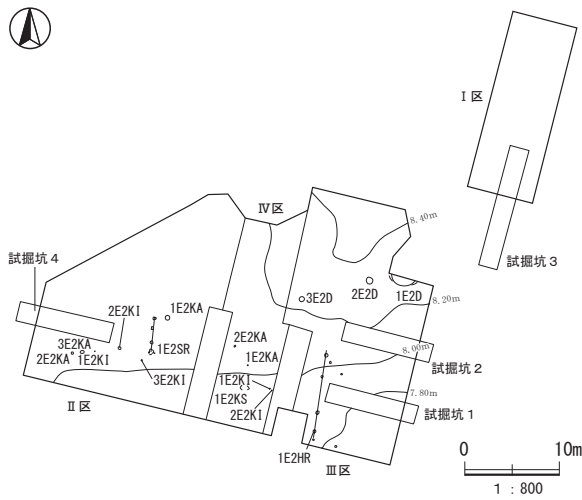 Ⅰ区
8.40m
Ⅳ区
試掘坑4
試掘坑3
2E2D
3E2D
1E2D
8.20m
2E2KI
1E2KA
3E2KA
2E2KA
8.00m
2E2KA
1E2KI
1E2SR
1E2KA
試掘坑2
3E2KI
1E2KI
1E2KS
2E2KI
7.80m
Ⅱ区
試掘坑1
1E2HR
Ⅲ区
0 10m
1 : 800